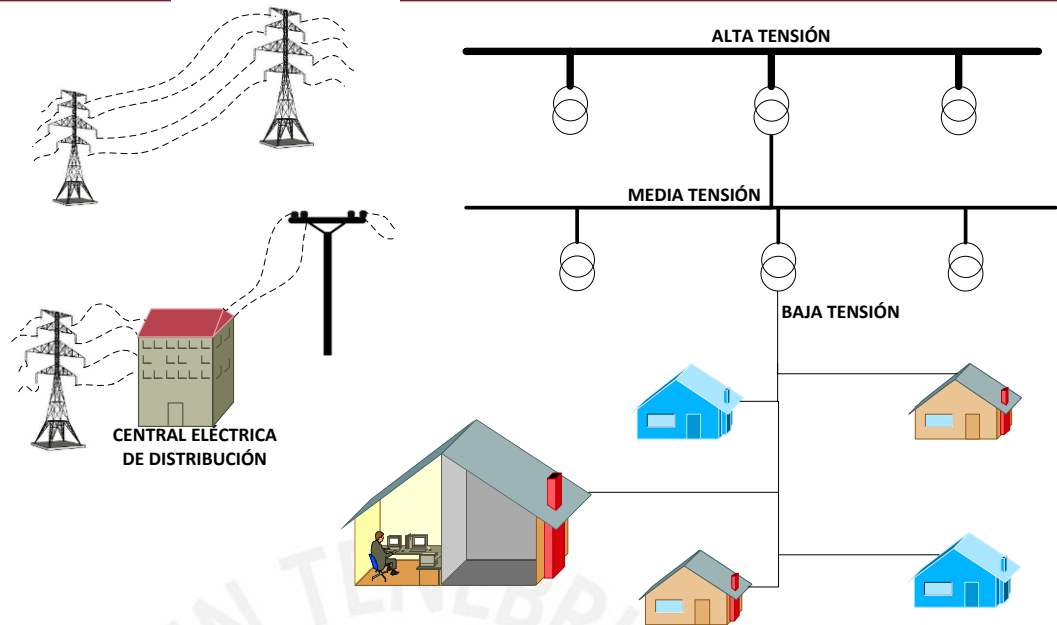 ALTA TENSIÓN
MEDIA TENSIÓN
BAJA TENSIÓN
CENTRAL ELÉCTRICA
DE DISTRIBUCIÓN